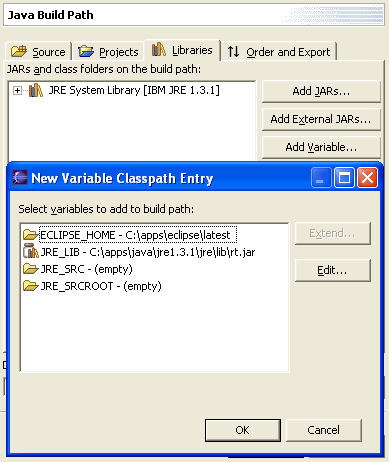 Java Build Path
Source Projects Libraries Order and Export
JARs and class folders on the build path:
JRE System Library [IBM JRE 1.3.1]
Add JARs...
Add External JARs...
Add Variable...
New Variable Classpath Entry
Select variables to add to build path:
ECLIPSE_HOME - C:\apps\eclipse\latest
JRE_LIB - C:\apps\java\jre1.3.1\jre\lib\rt.jar
JRE_SRC - (empty)
JRE_SRCROOT - (empty)
Extend...
Edit...
OK
Cancel